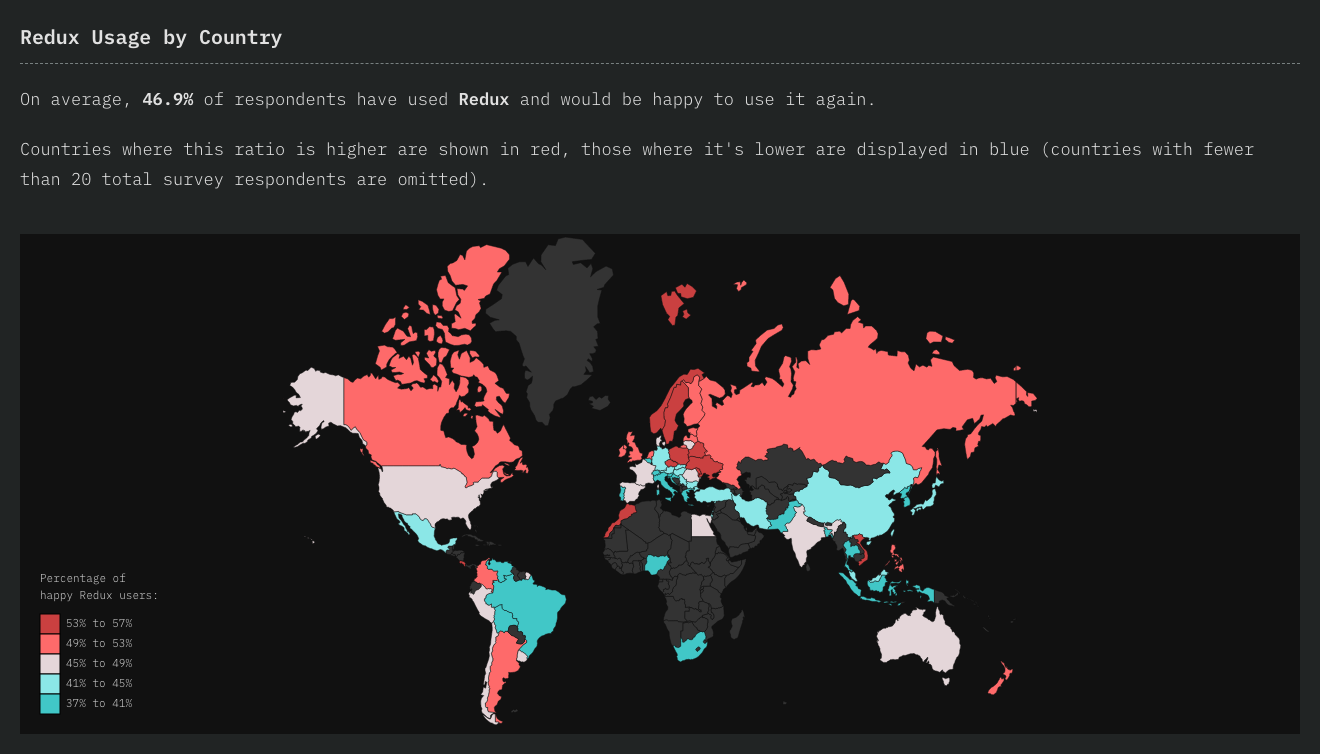 Redux Usage by Country
On average, 46.9% of respondents have used Redux and would be happy to use it again.
Countries where this ratio is higher are shown in red, those where it's lower are displayed in blue (countries with fewer
than 20 total survey respondents are omitted).
Percentage of
happy Redux users:
53% to 57%
49% to 53%
45% to 49%
41% to 45%
37% to 41%